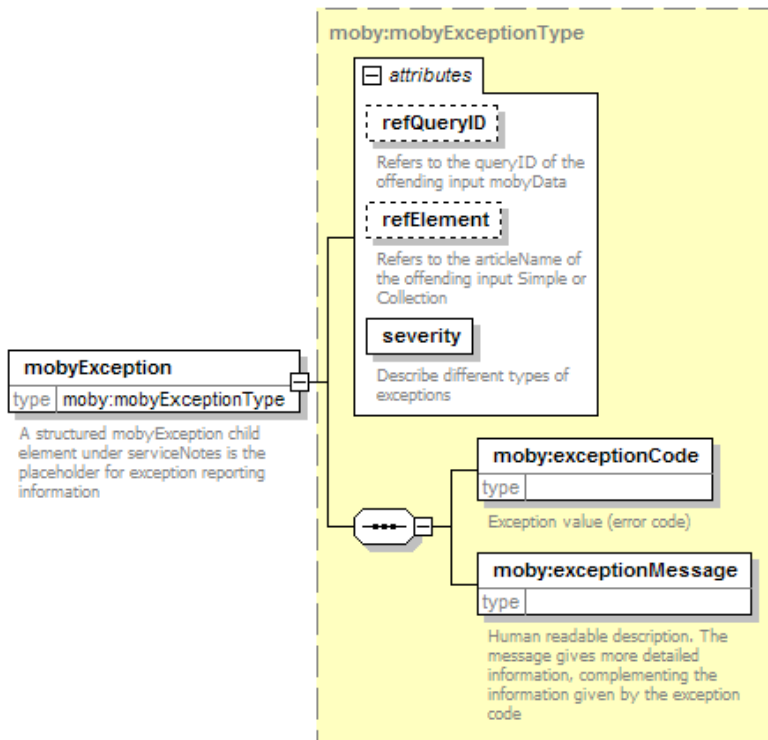 moby:mobyExceptionType
attributes
refQueryID
Refers to the queryID of the
offending input mobyData
refElement
Refers to the articleName of
the offending input Simple or
Collection
severity
Describe different types of
exceptions
mobyException
type moby:mobyExceptionType
A structured mobyException child
element under serviceNotes is the
placeholder for exception reporting
information
moby:exceptionCode
type
Exception value (error code)
moby:exceptionMessage
type
Human readable description. The
message gives more detailed
information, complementing the
information given by the exception
code